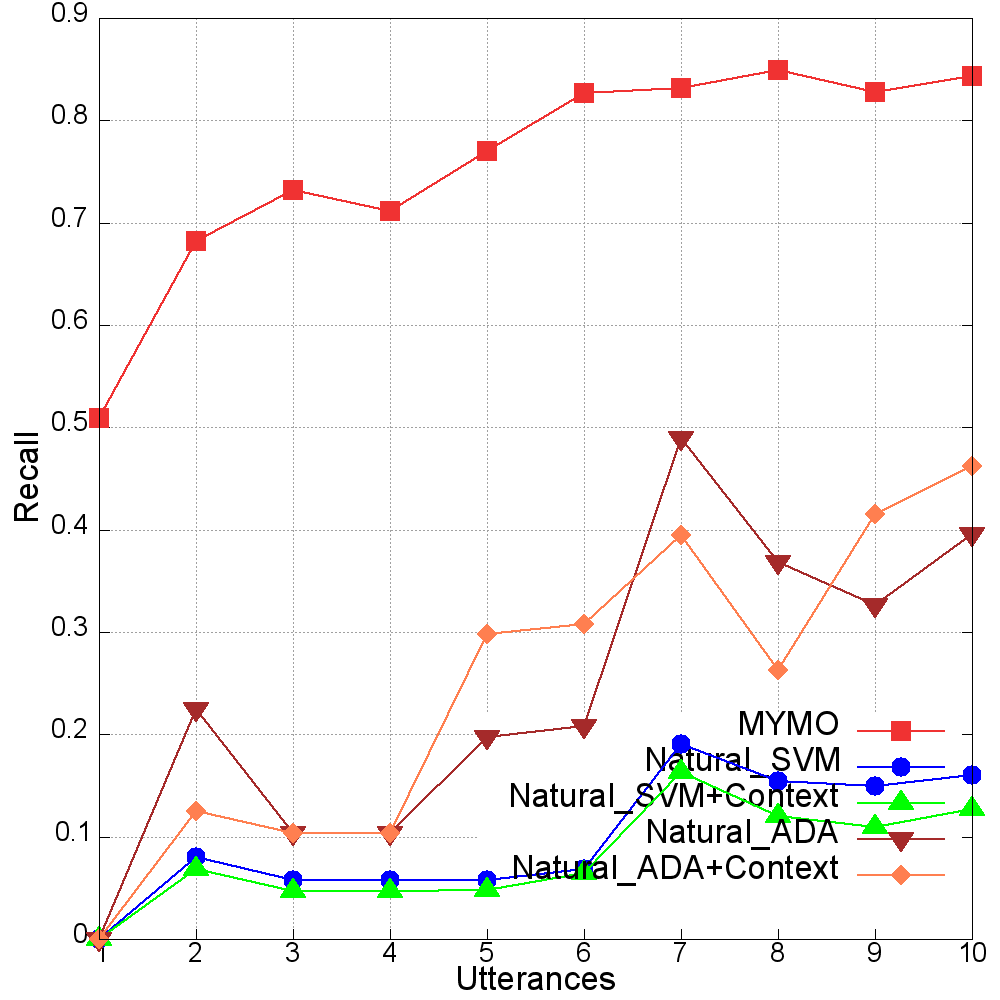 0.9
0.8
0.7
0.6
0.5
0.4
0.3
0.2
0.1
0
Recall
1 2 3 4 5 6 7 8 9 10
Utterances
MYMO
Natural_SVM
Natural_SVM+Context
Natural_ADA
Natural_ADA+Context